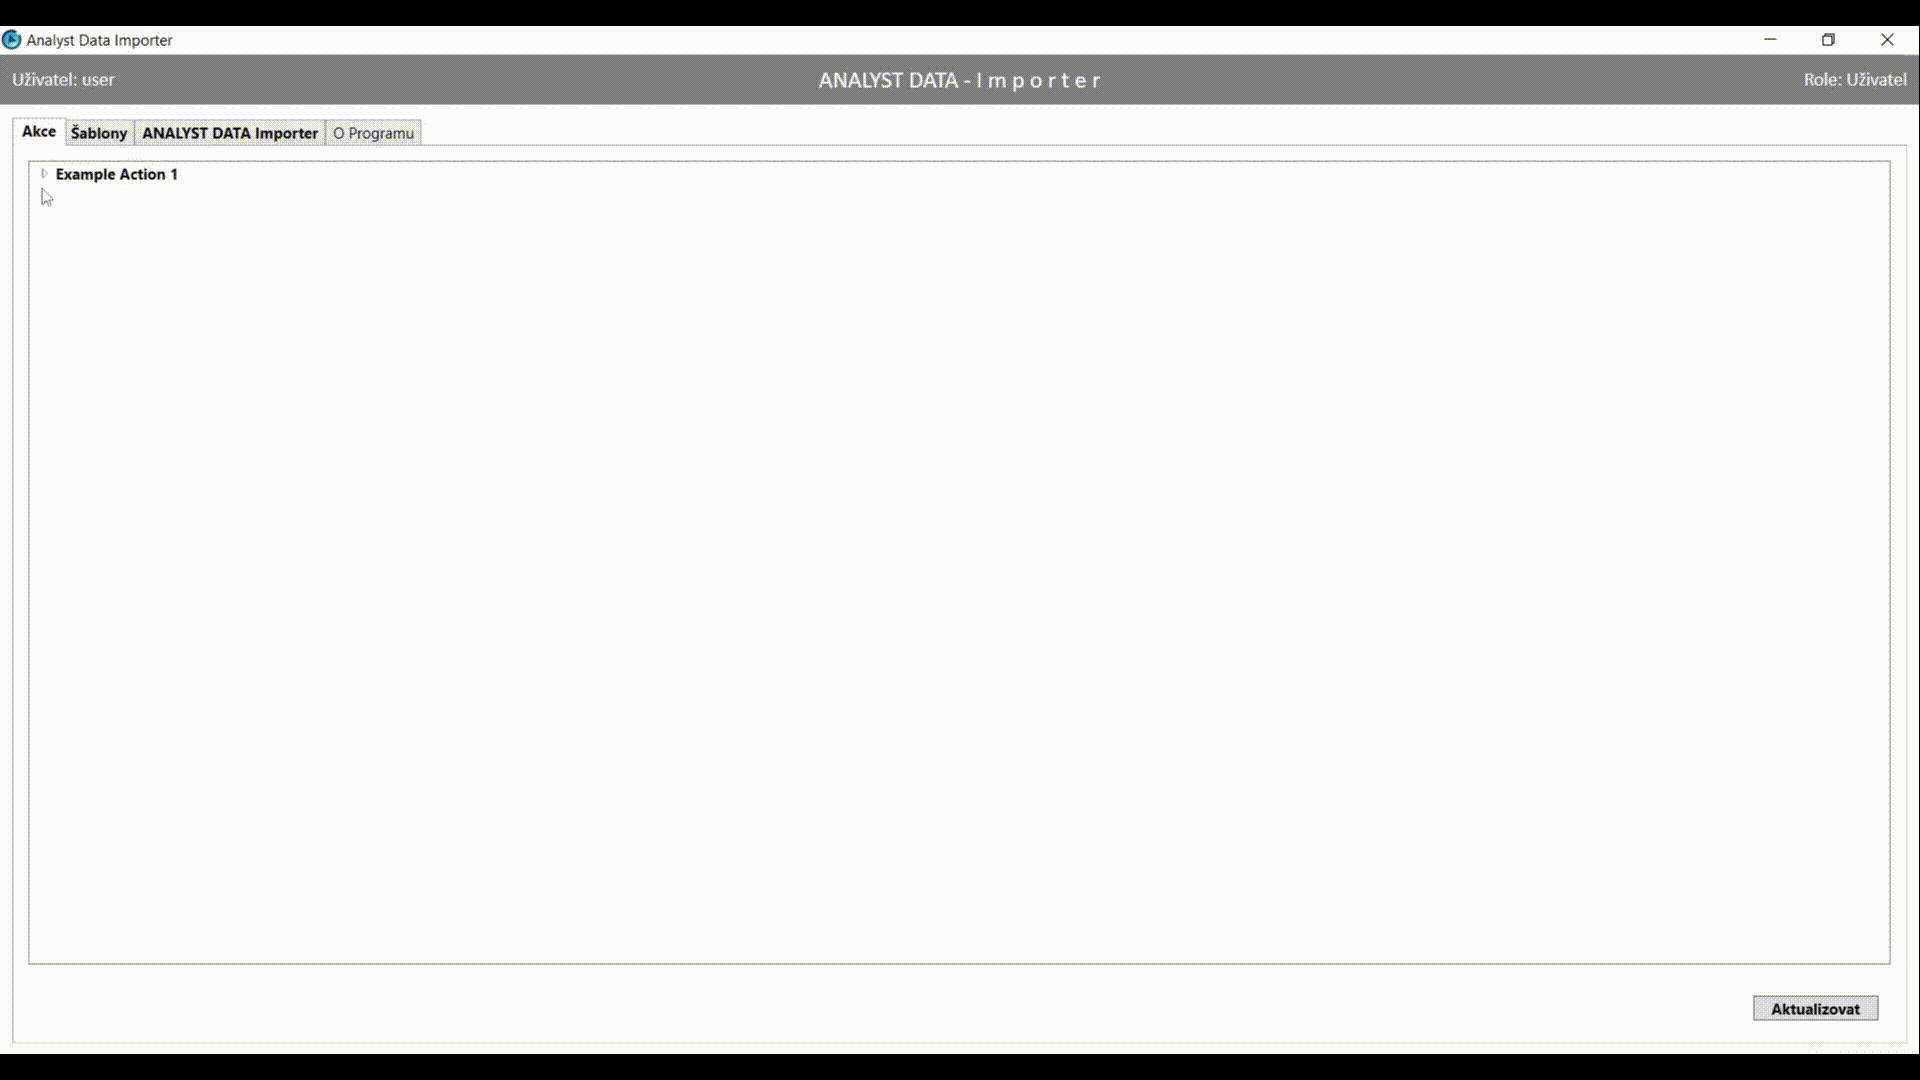 Analyst Data Importer
Uživatel: user
ANALYST DATA - I m p o r t e r
Role: Uživatel
Akce
Šablony
ANALYST DATA Importer
O Programu
Example Action 1
Aktualizovat